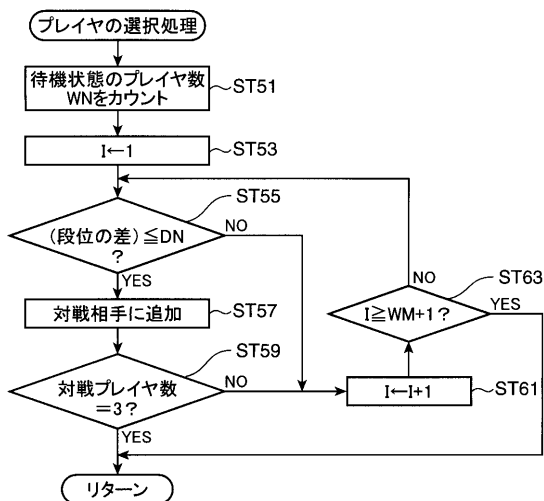 プレイヤの選択処理
待機状態のプレイヤ数
WNをカウント
ST51
I←1
ST53
(段位の差)≦DN
?
ST55
NO
YES
対戦相手に追加
ST57
対戦プレイヤ数
=3?
ST59
NO
YES
I←I+1
ST61
I≧WM+1?
ST63
NO
YES
リターン